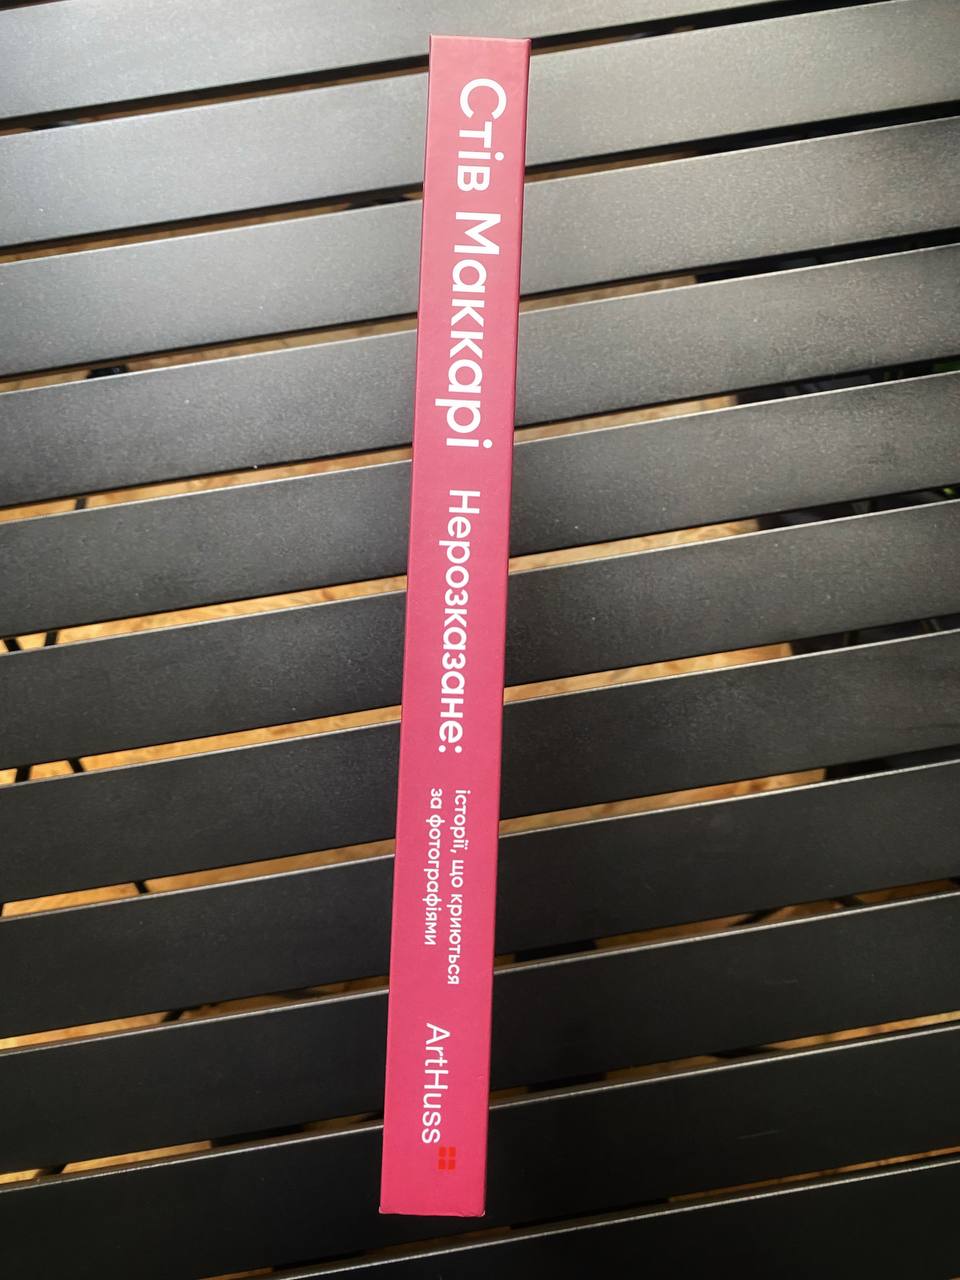 Стів Маккарі
Нерозказане:
історії, що криються
за фотографіями
ArtHuss